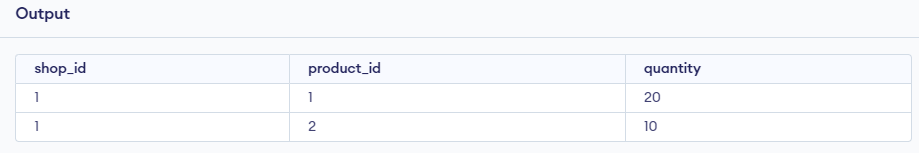 Output
shop_id product_id quantity
1 1 20
1 2 10